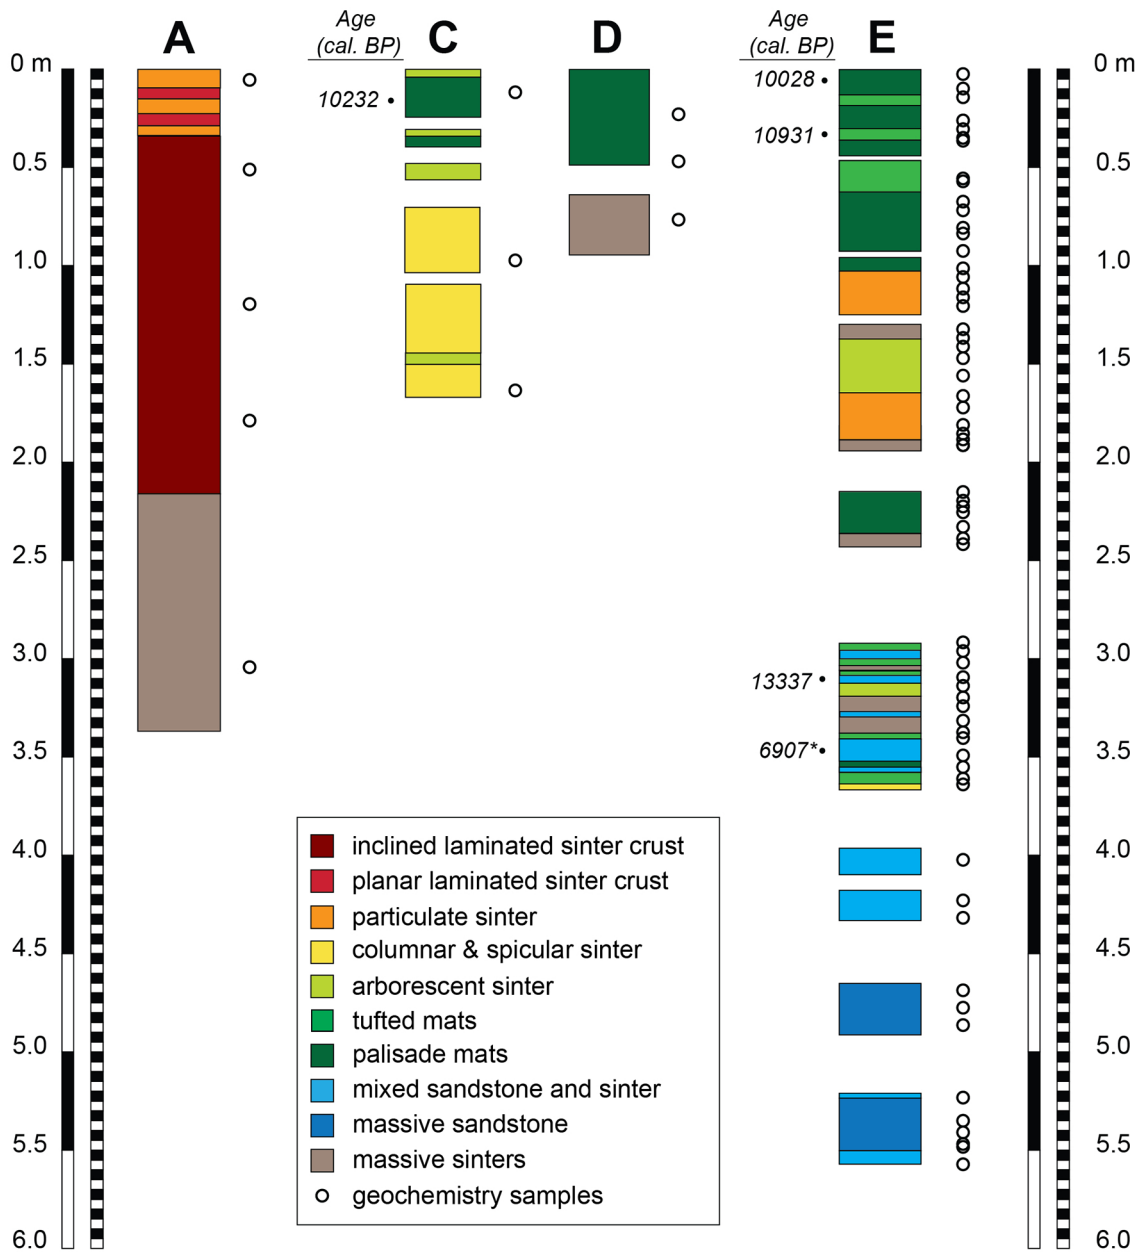 A
Age
(cal. BP)
C
D
Age
(cal. BP)
E
0 m
0.5
1.0
1.5
2.0
2.5
3.0
3.5
4.0
4.5
5.0
5.5
6.0
10232
10028
10931
13337
6907*
0 m
0.5
1.0
1.5
2.0
2.5
3.0
3.5
4.0
4.5
5.0
5.5
6.0
inclined laminated sinter crust
planar laminated sinter crust
particulate sinter
columnar & spicular sinter
arborescent sinter
tufted mats
palisade mats
mixed sandstone and sinter
massive sandstone
massive sinters
geochemistry samples